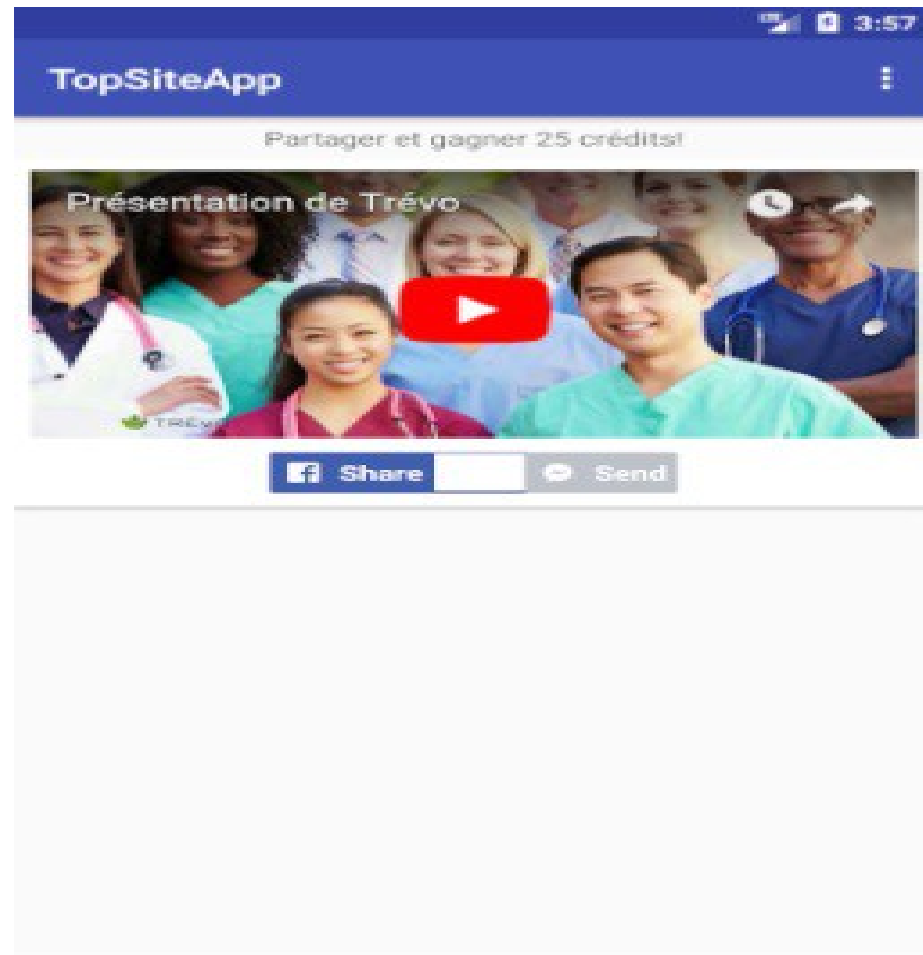 3:57
TopSiteApp
Partager et gagner 25 crédits!
Présentation de Trévo
Share Send